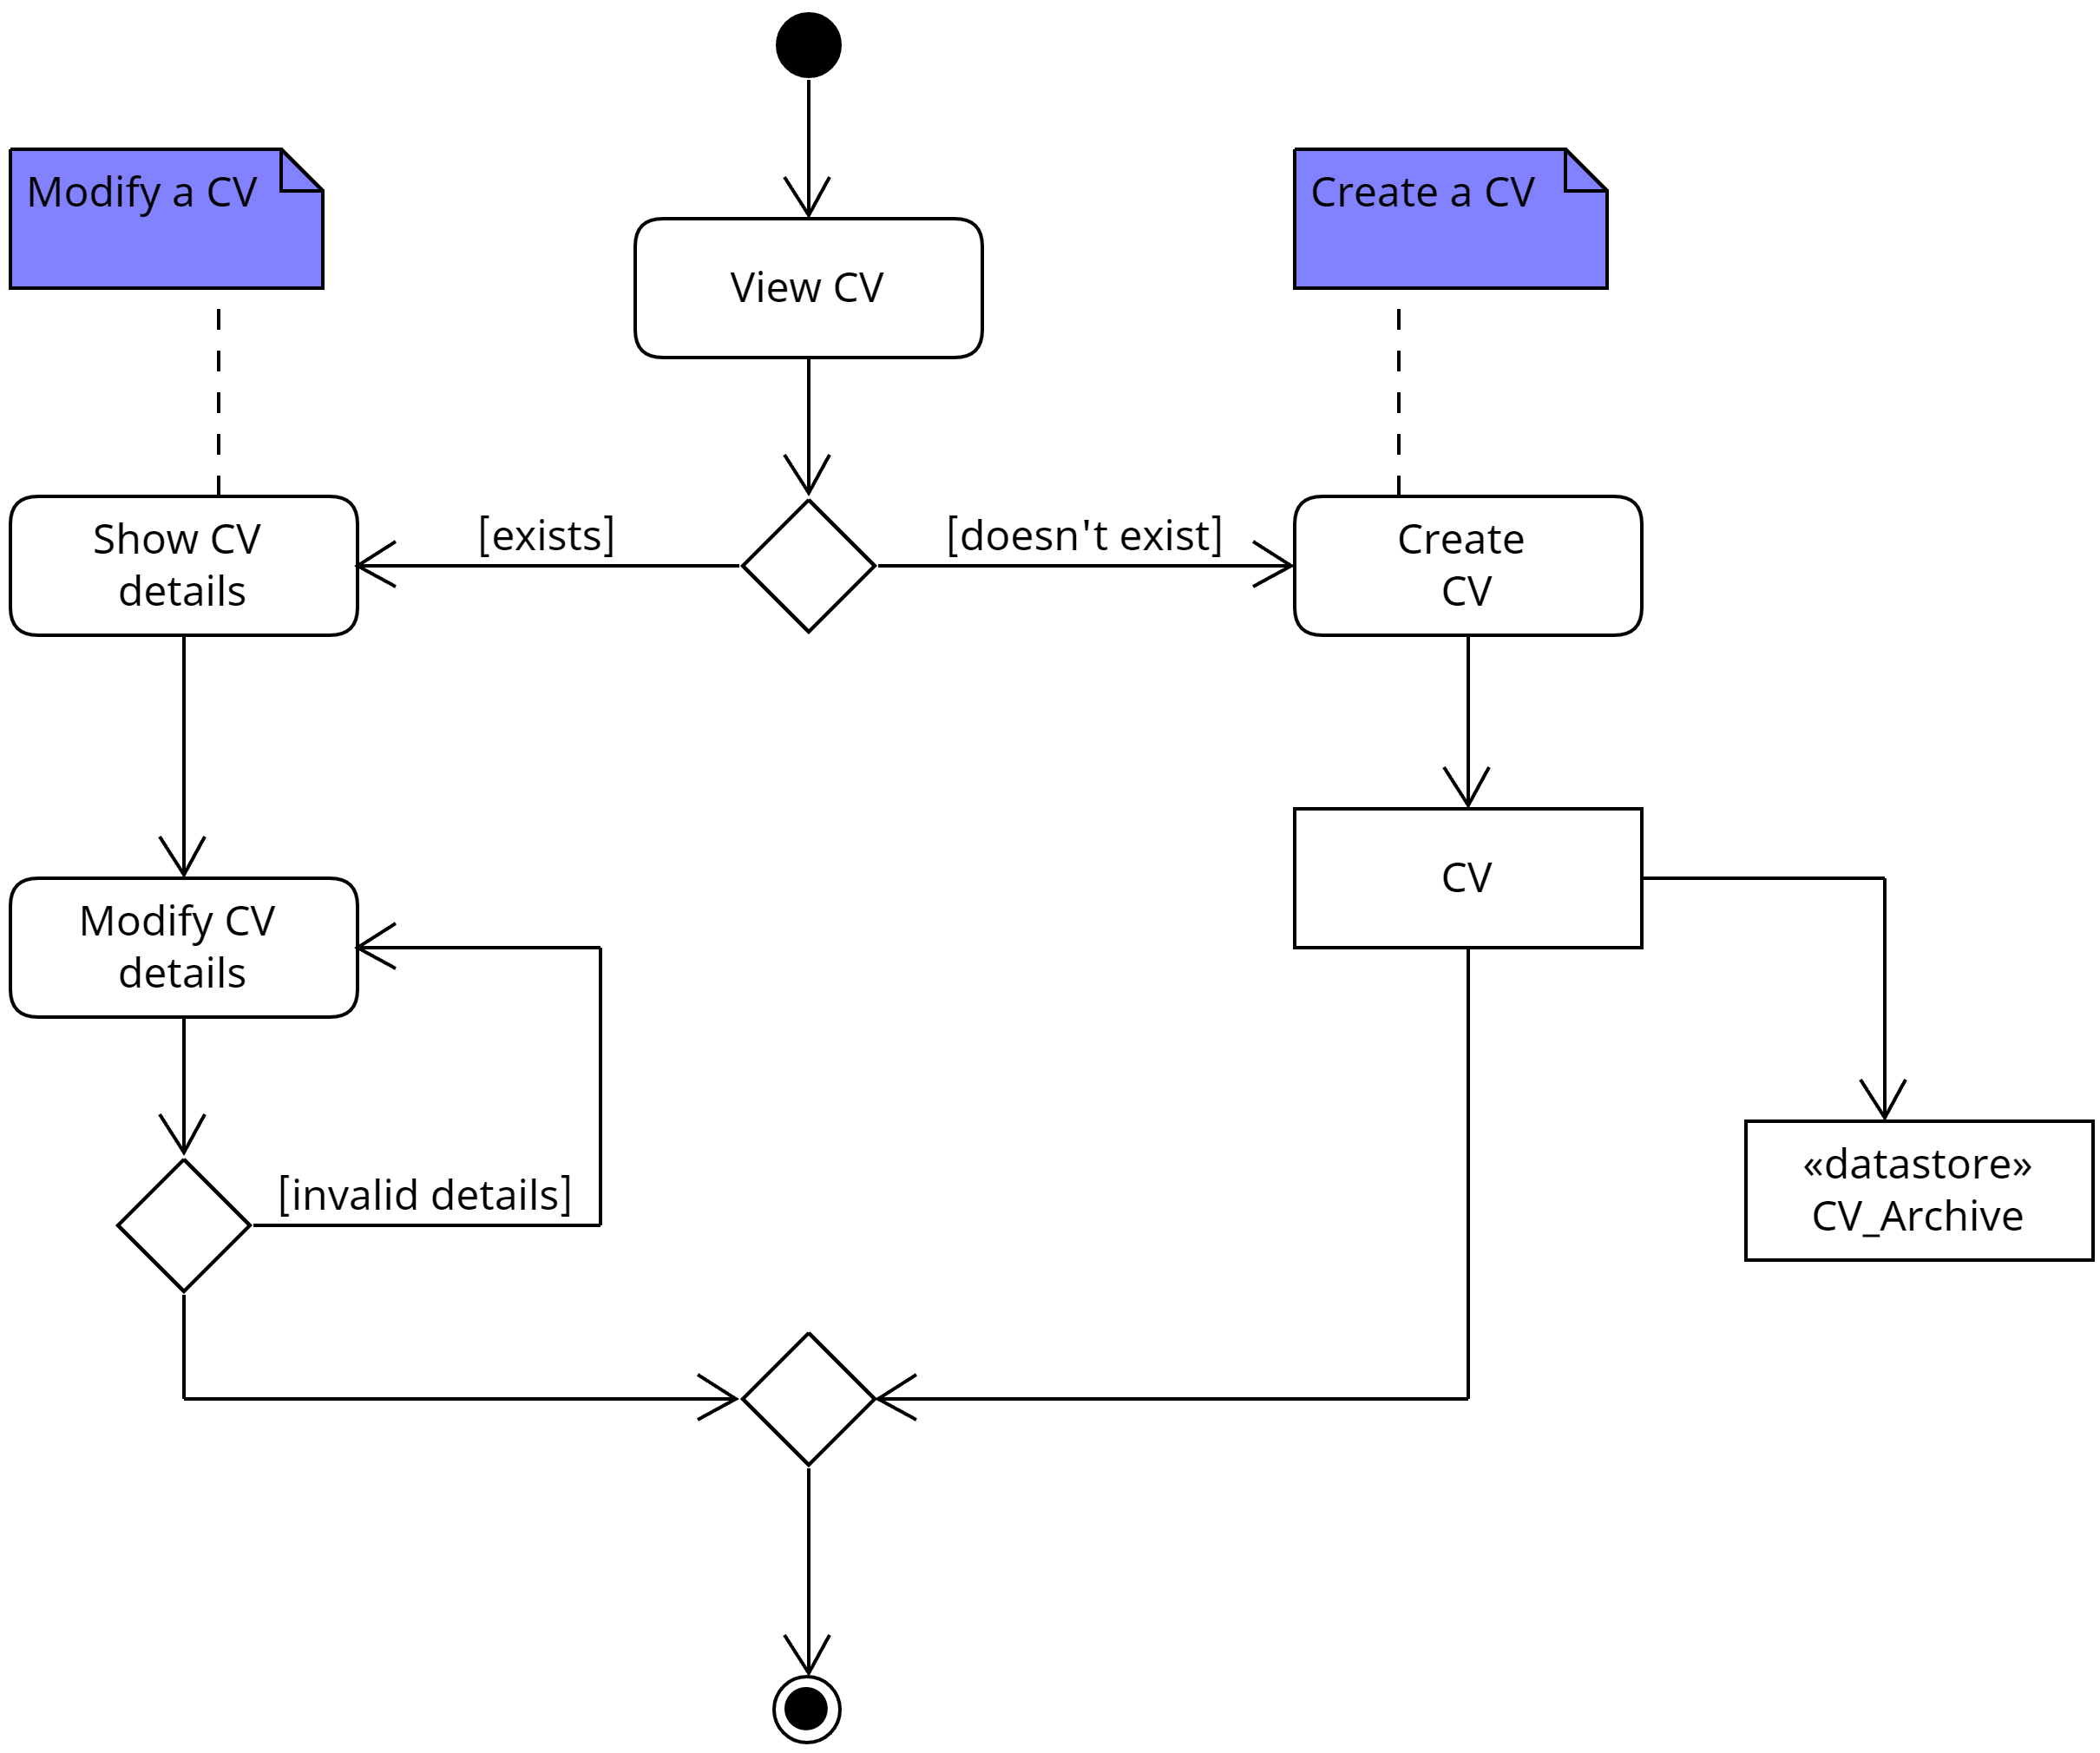 Modify a CV
Create a CV
View CV
[exists]
[doesn't exist]
Show CV
details
Create
CV
Modify CV
details
CV
[invalid details]
«datastore»
CV_Archive